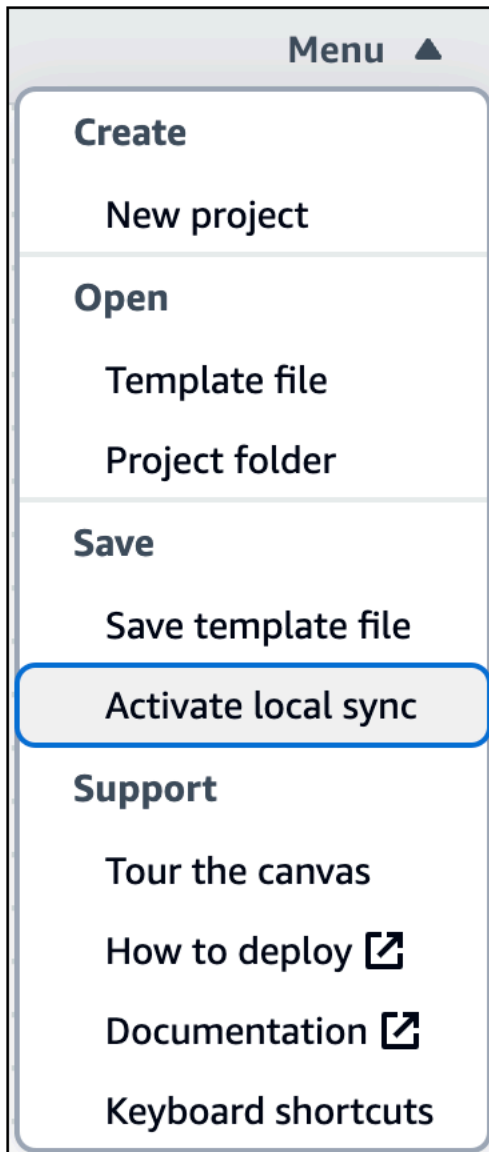 Menu
Create
New project
Open
Template file
Project folder
Save
Save template file
Activate local sync
Support
Tour the canvas
How to deploy
Documentation
Keyboard shortcuts